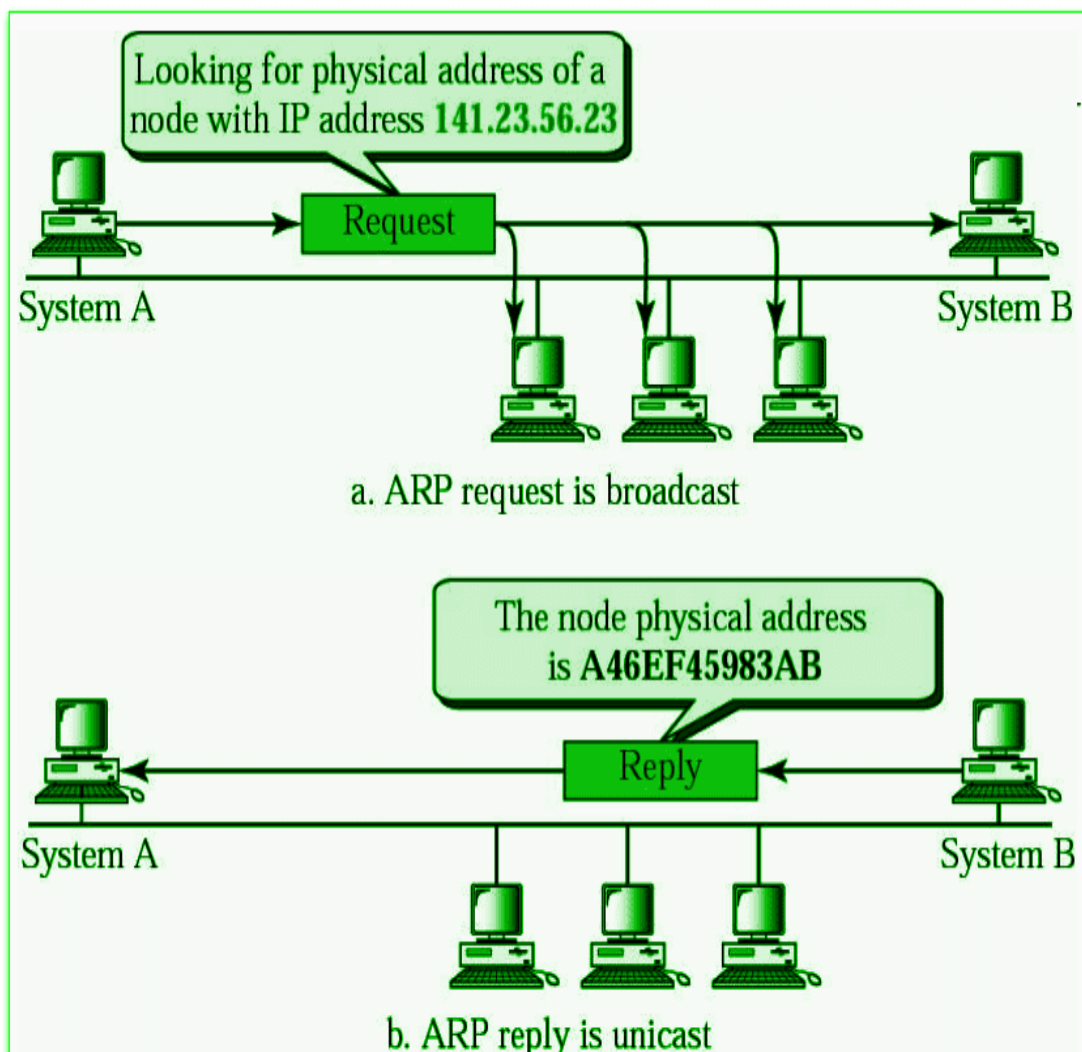 Looking for physical address of a
node with IP address 141.23.56.23
Request
System A
System B
a. ARP request is broadcast
The node physical address
is A46EF45983AB
Reply
System A
System B
b. ARP reply is unicast